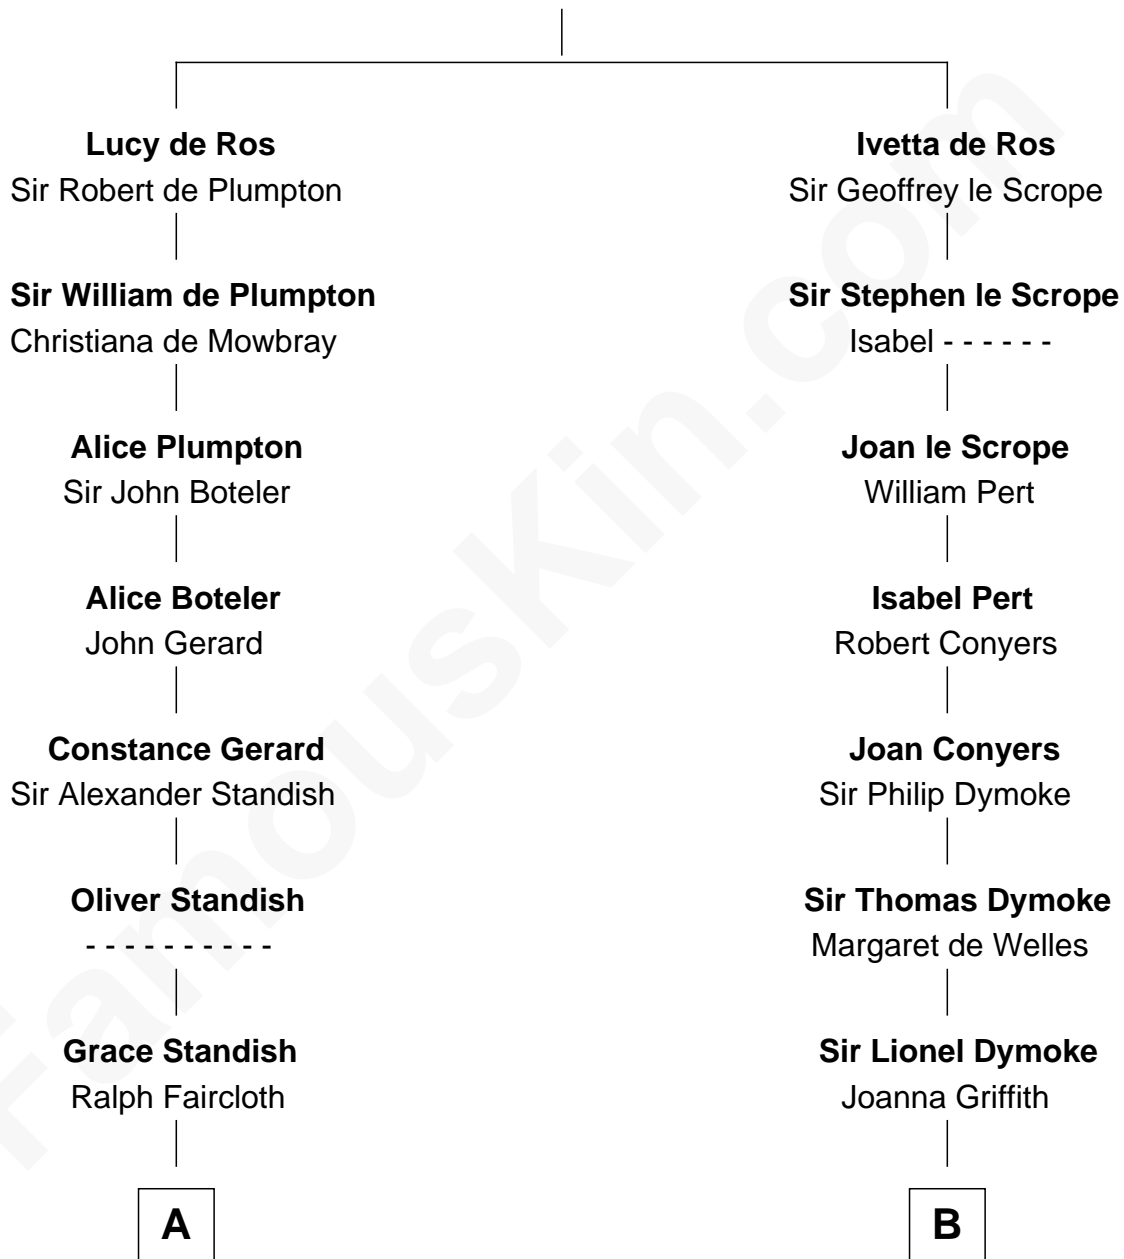 Lucy de Ros
Sir Robert de Plumpton
Sir William de Plumpton
Christiana de Mowbray
Alice Plumpton
Sir John Boteler
Alice Boteler
John Gerard
Constance Gerard
Sir Alexander Standish
Oliver Standish
- - - - - - - - - -
Grace Standish
Ralph Faircloth
A
Ivetta de Ros
Sir Geoffrey le Scrope
Sir Stephen le Scrope
Isabel - - - - - -
Joan le Scrope
William Pert
Isabel Pert
Robert Conyers
Joan Conyers
Sir Philip Dymoke
Sir Thomas Dymoke
Margaret de Welles
Sir Lionel Dymoke
Joanna Griffith
B
FamousKin.com